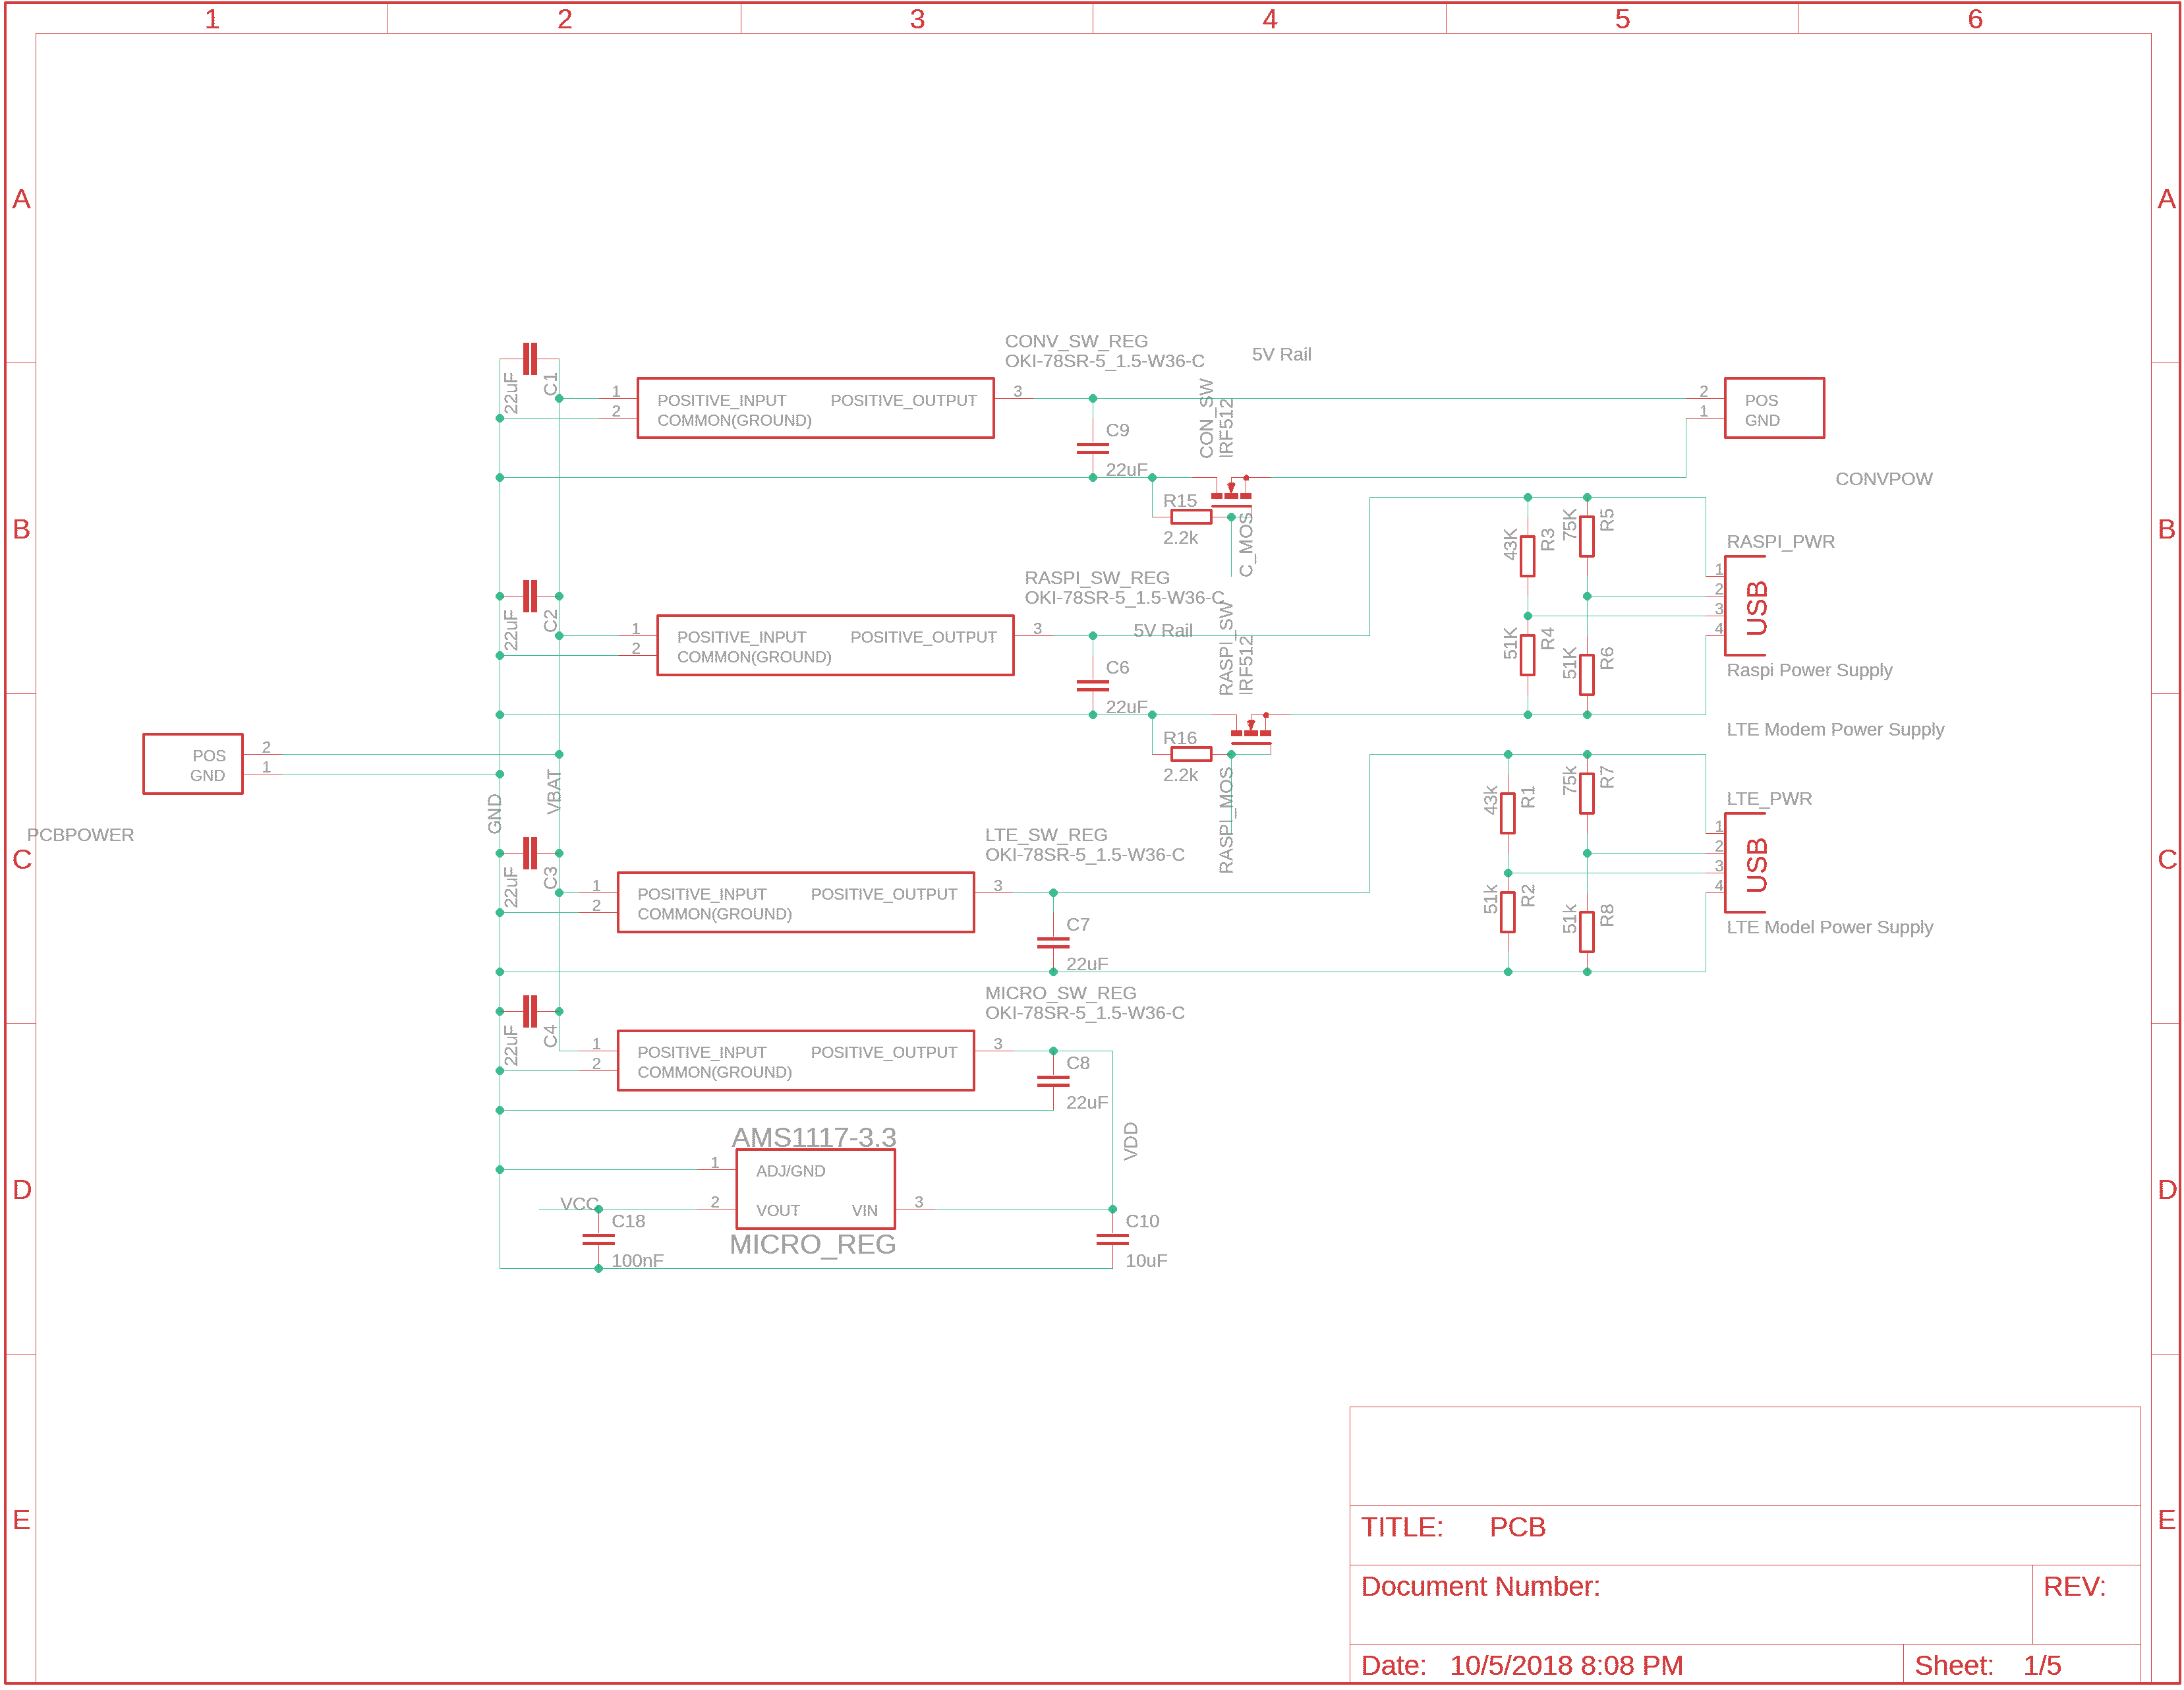 1 2 3 4 5 6
A A
B B
C C
D D
E E
CONV_SW_REG
OKI-78SR-5_1.5-W36-C
5V Rail
22uF
C1
1 POSITIVE_INPUT POSITIVE_OUTPUT 3
2 COMMON(GROUND)
C9
22uF
CON_SW
IRF512
R15
2.2k
C_MOS
2 POS
1 GND
CONVPOW
RASPI_SW_REG
OKI-78SR-5_1.5-W36-C
5V Rail
22uF
C2
1 POSITIVE_INPUT POSITIVE_OUTPUT 3
2 COMMON(GROUND)
C6
22uF
RASPI_SW
IRF512
R16
2.2k
RASPI_MOS
43K
R3
75K
R5
51K
R4
51K
R6
RASPI_PWR
1
2
3
4
USB
Raspi Power Supply
LTE Modem Power Supply
POS 2
GND 1
PCBPOWER
GND
VBAT
LTE_SW_REG
OKI-78SR-5_1.5-W36-C
22uF
C3
1 POSITIVE_INPUT POSITIVE_OUTPUT 3
2 COMMON(GROUND)
C7
22uF
43k
R1
75k
R7
51k
R2
51k
R8
LTE_PWR
1
2
3
4
USB
LTE Model Power Supply
MICRO_SW_REG
OKI-78SR-5_1.5-W36-C
22uF
C4
1 POSITIVE_INPUT POSITIVE_OUTPUT 3
2 COMMON(GROUND)
C8
22uF
VDD
AMS1117-3.3
1 ADJ/GND
2 VOUT VIN 3
MICRO_REG
VCC
C18
100nF
C10
10uF
TITLE: PCB
Document Number:
REV:
Date: 10/5/2018 8:08 PM
Sheet: 1/5